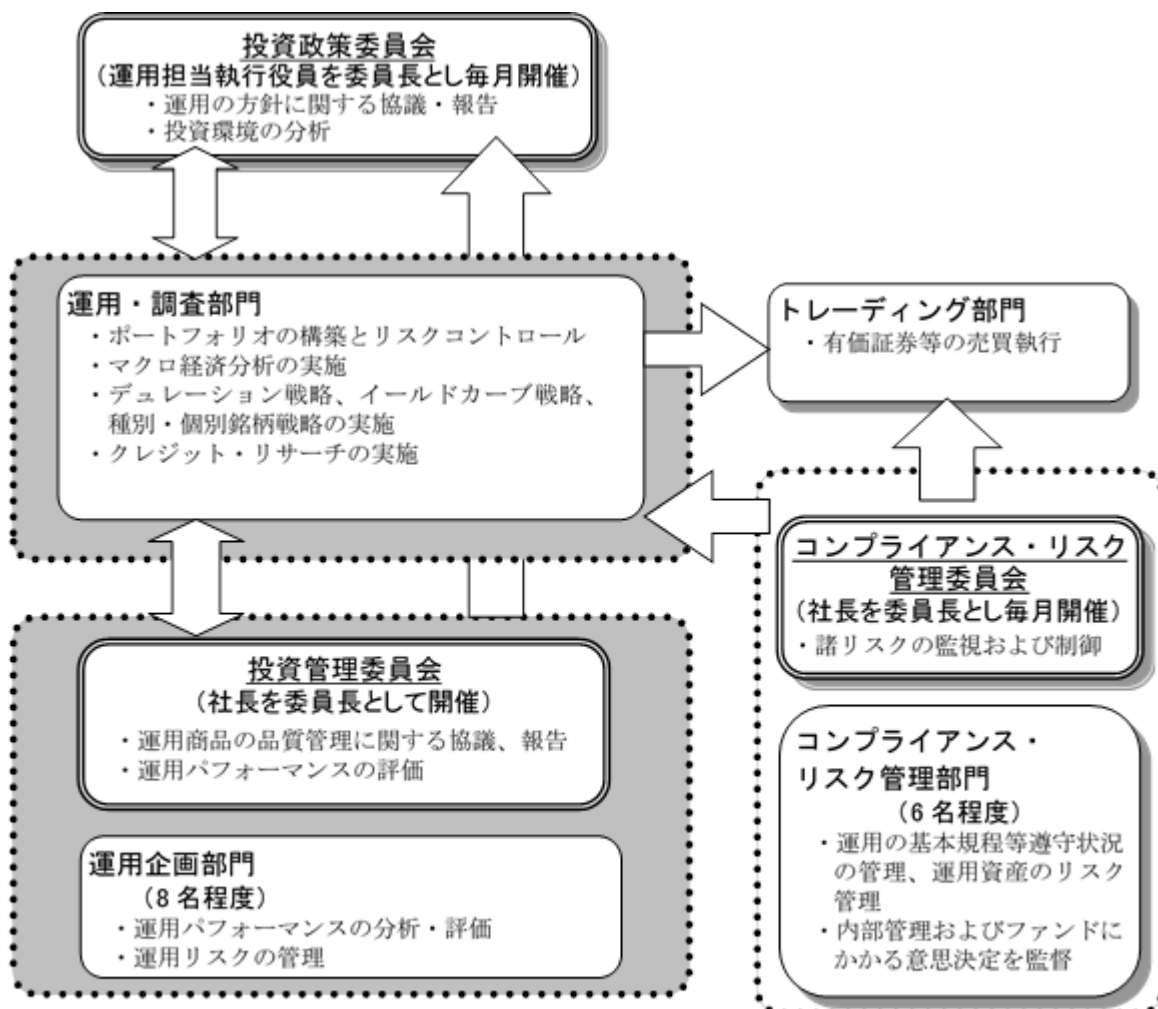 投資政策委員会
(運用担当執行役員を委員長とし毎月開催)
・運用の方針に関する協議・報告
・投資環境の分析
運用・調査部門
・ポートフォリオの構築とリスクコントロール
・マクロ経済分析の実施
・デュレーション戦略、イールドカーブ戦略、
種別・個別銘柄戦略の実施
・クレジット・リサーチの実施
トレーディング部門
・有価証券等の売買執行
投資管理委員会
(社長を委員長として開催)
・運用商品の品質管理に関する協議、報告
・運用パフォーマンスの評価
運用企画部門
(8名程度)
・運用パフォーマンスの分析・評価
・運用リスクの管理
コンプライアンス・リスク
管理委員会
(社長を委員長とし毎月開催)
・諸リスクの監視および制御
コンプライアンス・
リスク管理部門
(6名程度)
・運用の基本規程等遵守状況
の管理、運用資産のリスク
管理
・内部管理およびファンドに
かかる意思決定を監督